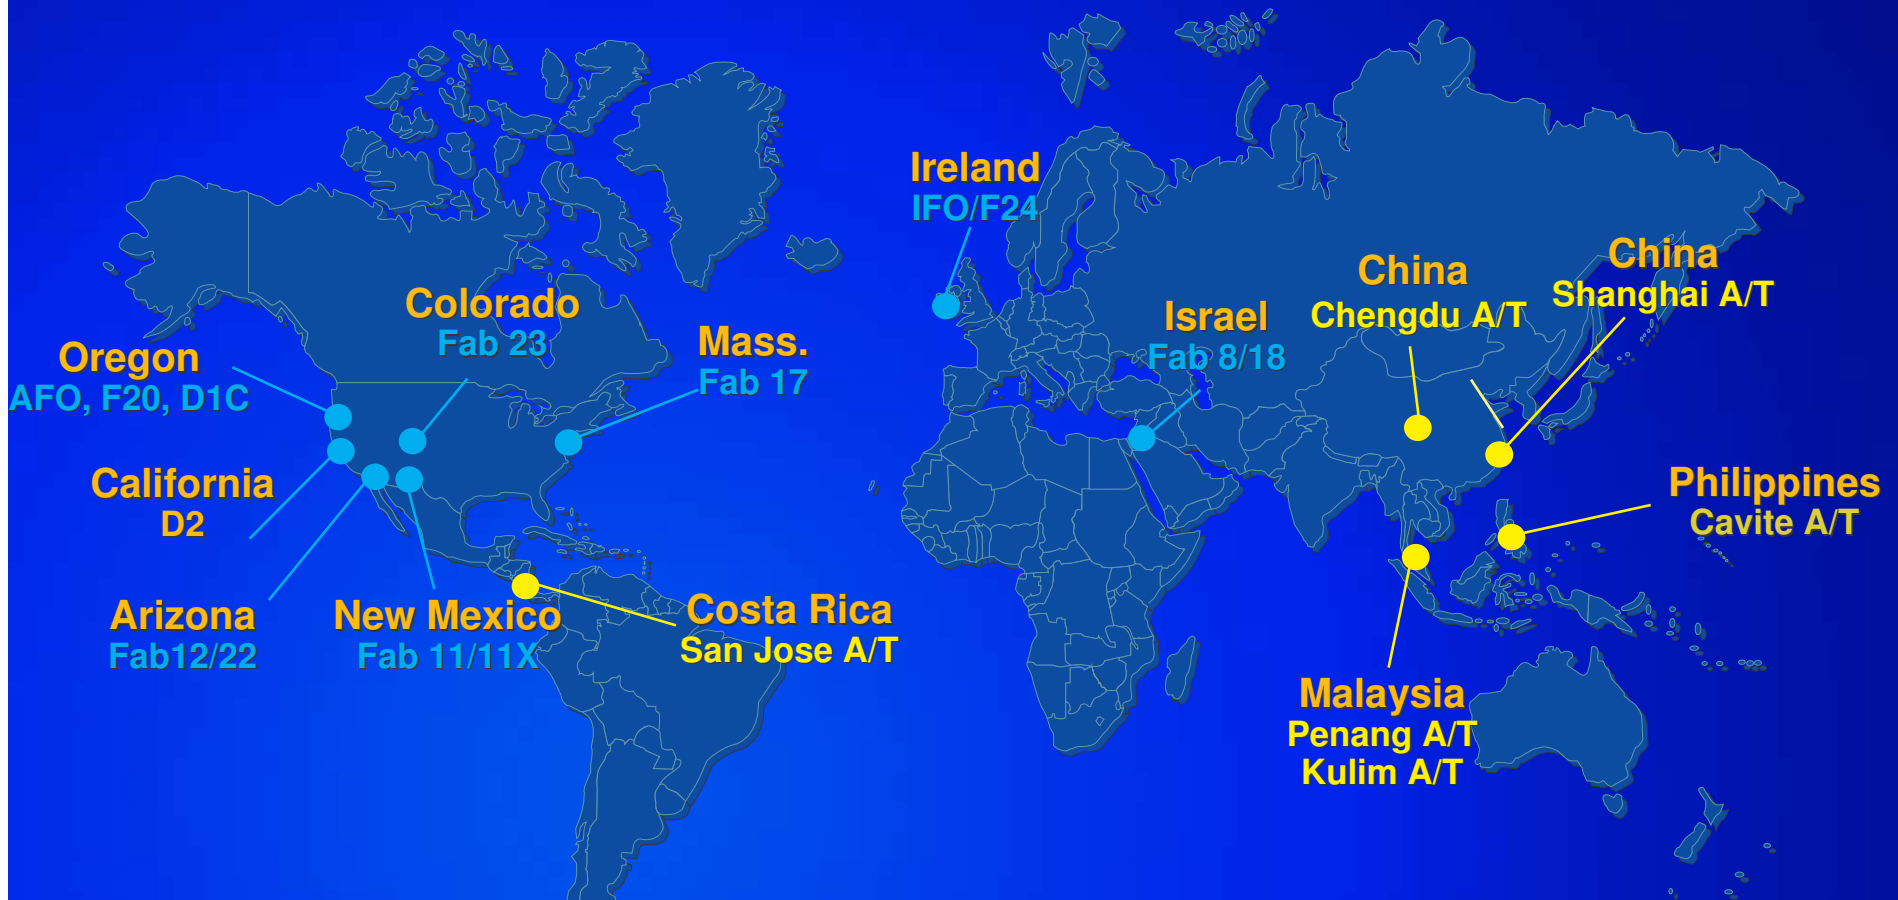 Ireland
IFO/F24
China
Shanghai A/T
China
Chengdu A/T
Colorado
Fab 23
Israel
Fab 8/18
Mass.
Fab 17
Oregon
AFO, F20, D1C
California
D2
Philippines
Cavite A/T
Arizona
Fab12/22
New Mexico
Fab 11/11X
Costa Rica
San Jose A/T
Malaysia
Penang A/T
Kulim A/T